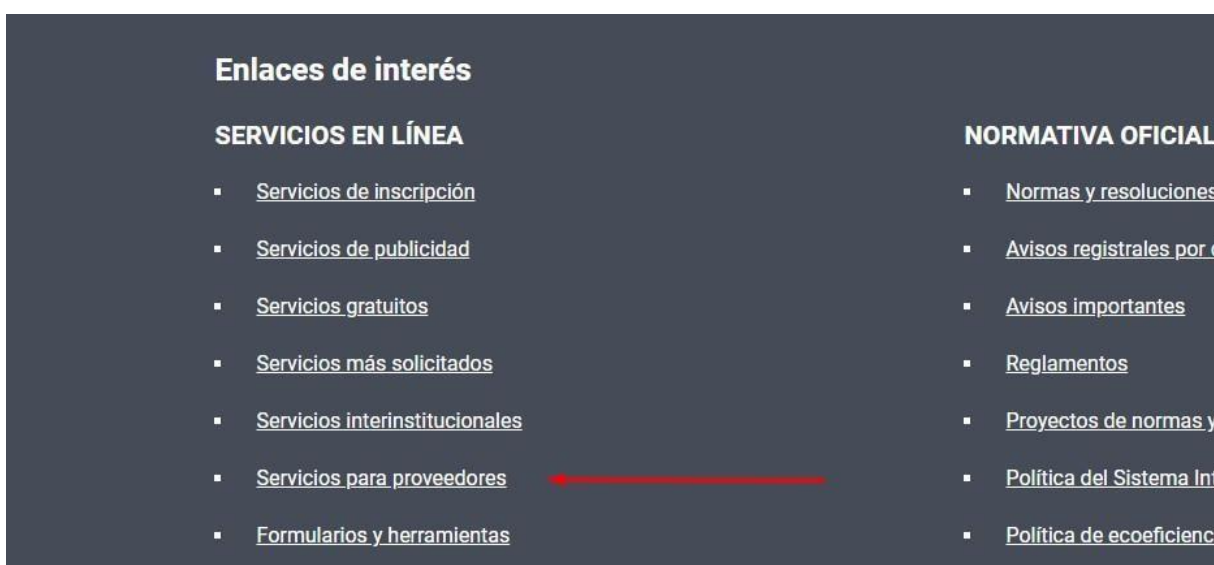 Enlaces de interés
SERVICIOS EN LÍNEA
Servicios de inscripción
Servicios de publicidad
Servicios gratuitos
Servicios más solicitados
Servicios interinstitucionales
Servicios para proveedores
Formularios y herramientas
NORMATIVA OFICIAL
Normas y resoluciones
Avisos registrales por
Avisos importantes
Reglamentos
Proyectos de normas y
Política del Sistema
Política de